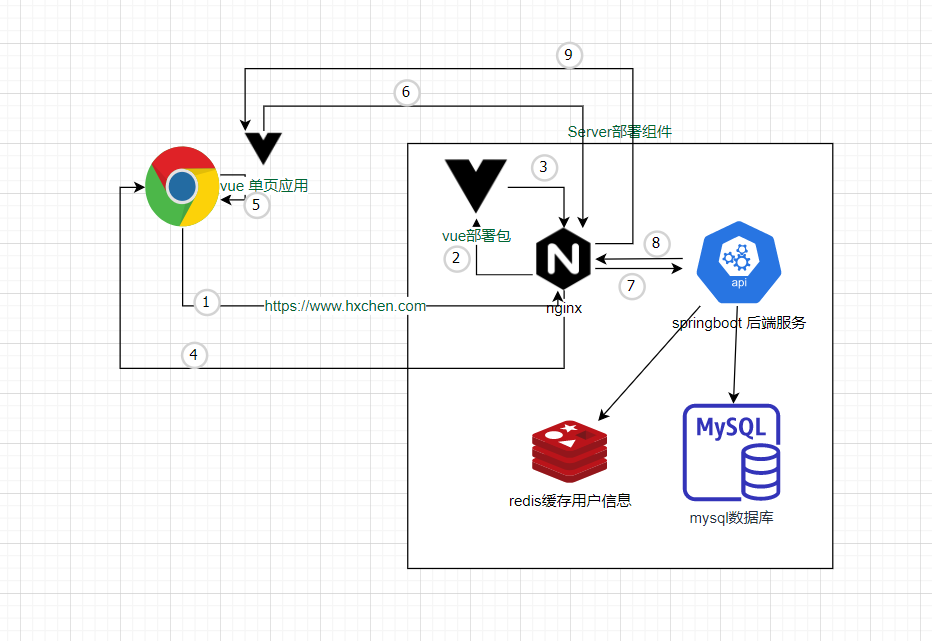 9
6
Server部署组件
3
vue 单页应用
5
vue部署包
2
8
7
api
1
https://www.hxchen.com
nginx
springboot 后端服务
4
MySQL
redis缓存用户信息
mysql数据库